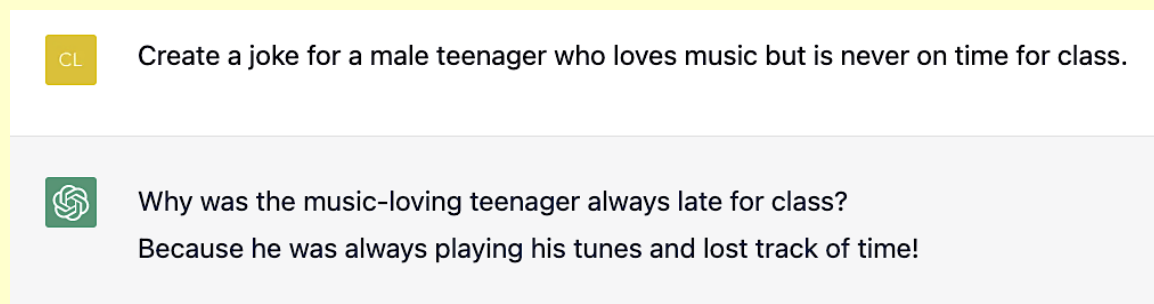 CL
Create a joke for a male teenager who loves music but is never on time for class.
Why was the music-loving teenager always late for class?
Because he was always playing his tunes and lost track of time!